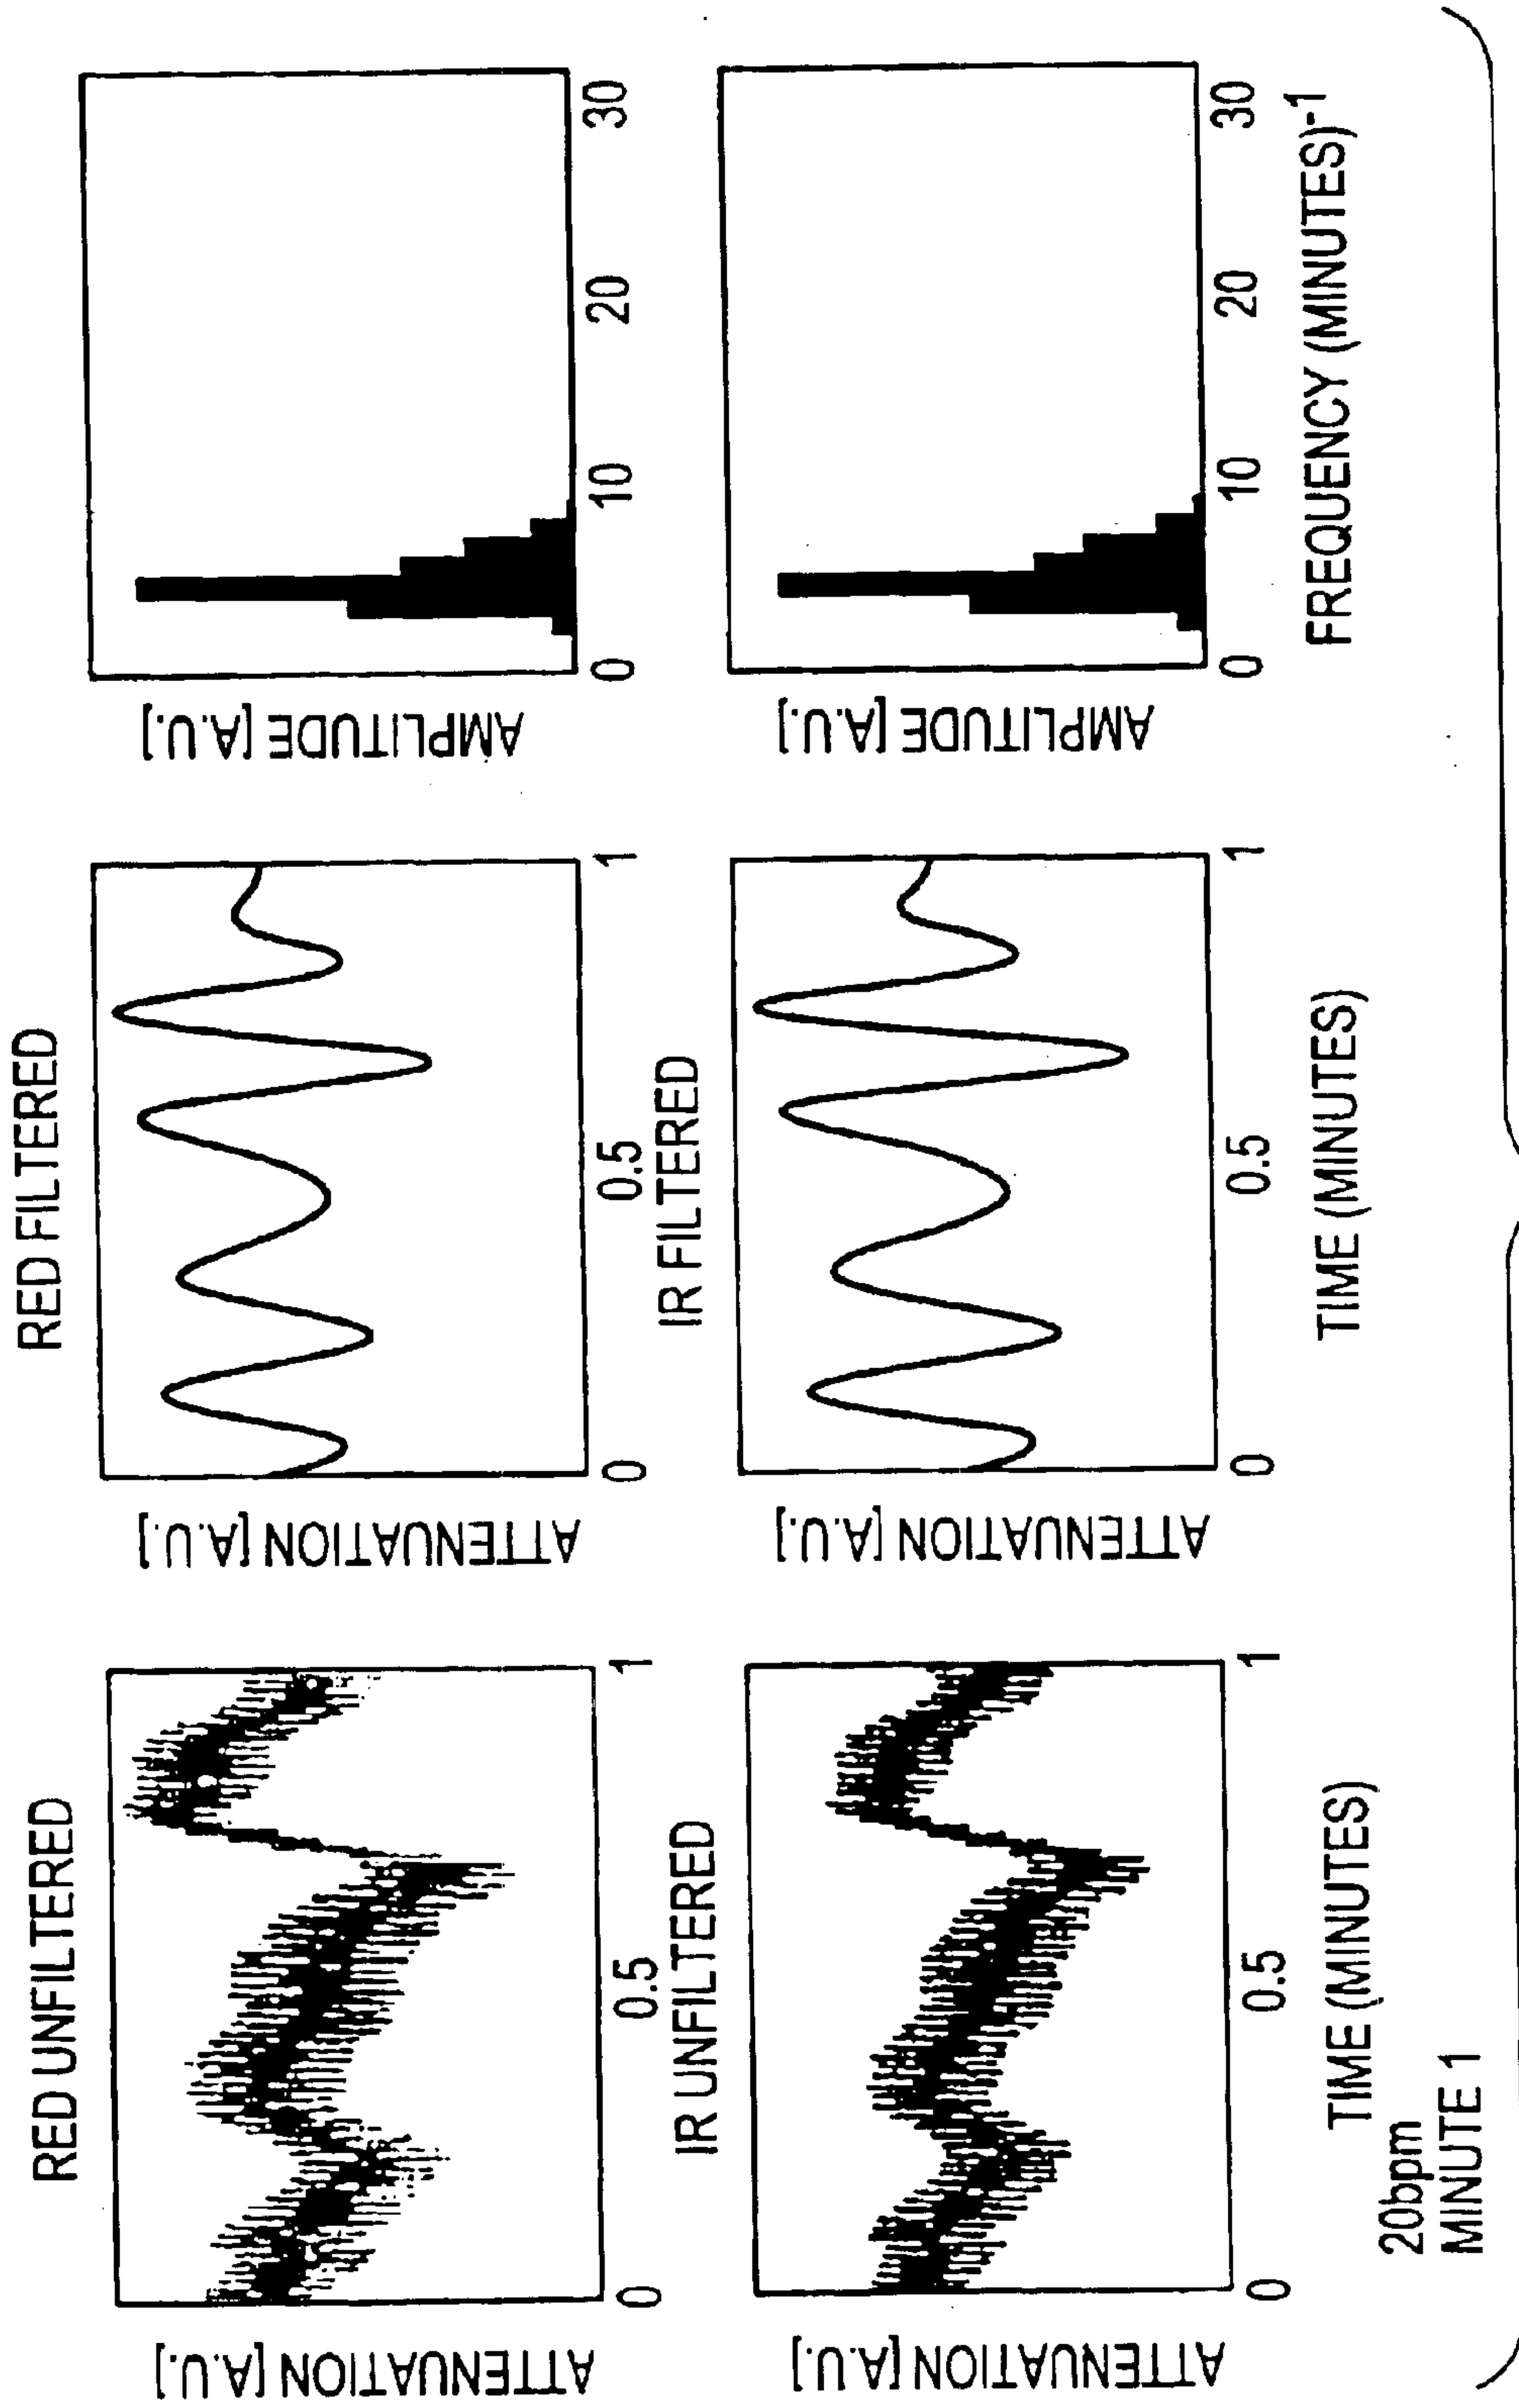 RED UNFILTERED
ATTENUATION [A.U.]
0
0.5
1
RED FILTERED
ATTENUATION [A.U.]
0
0.5
1
AMPLITUDE [A.U.]
0
10
20
30
IR UNFILTERED
ATTENUATION [A.U.]
0
0.5
1
TIME (MINUTES)
IR FILTERED
ATTENUATION [A.U.]
0
0.5
1
TIME (MINUTES)
AMPLITUDE [A.U.]
0
10
20
30
FREQUENCY (MINUTES)-1
20bpm
MINUTE 1